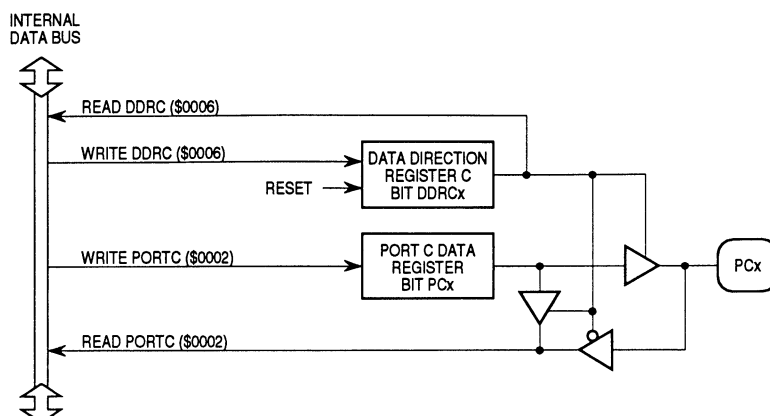 INTERNAL
DATA BUS
READ DDRC ($0006)
WRITE DDRC ($0006)
DATA DIRECTION
REGISTER C
BIT DDRCx
RESET
WRITE PORTC ($0002)
PORT C DATA
REGISTER
BIT PCx
PCx
READ PORTC ($0002)